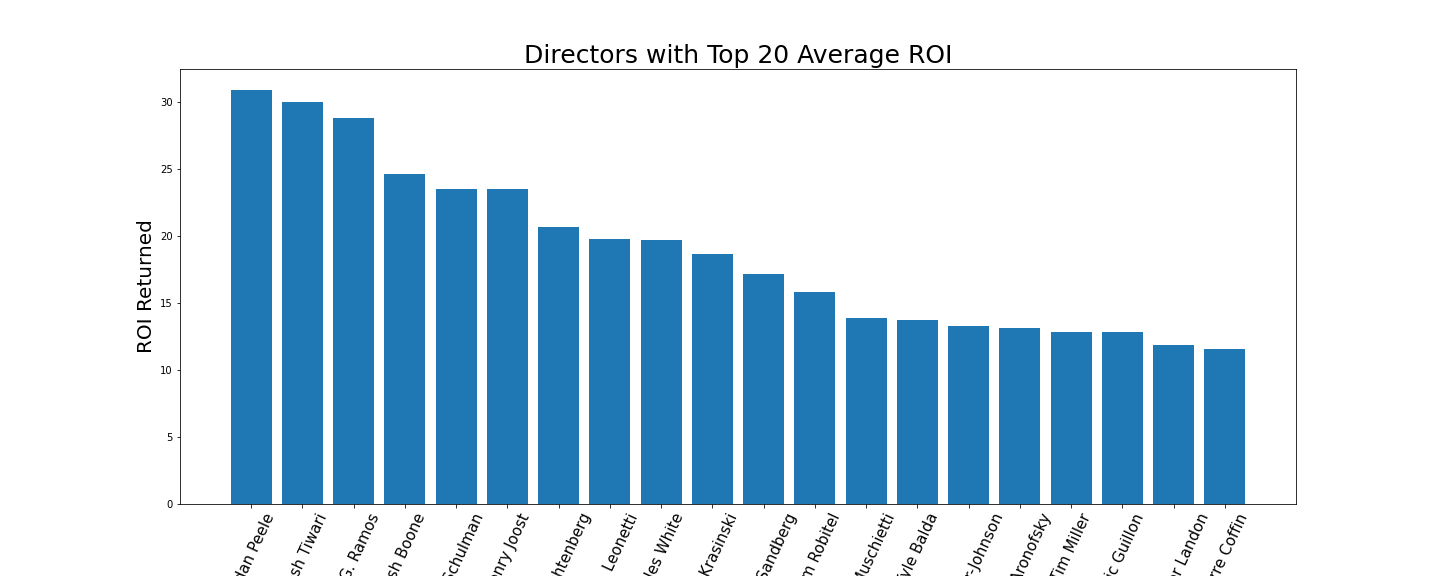 Directors with Top 20 Average ROI
ROI Returned
30
25
20
15
10
5
0
dan Peele
sh Tiwari
G. Ramos
sh Boone
Schulman
nry Joost
htenberg
Leonetti
les White
Krasinski
Sandberg
m Robitel
Muschietti
yle Balda
r-Johnson
Aronofsky
Tim Miller
ic Guillon
er Landon
rre Coffin